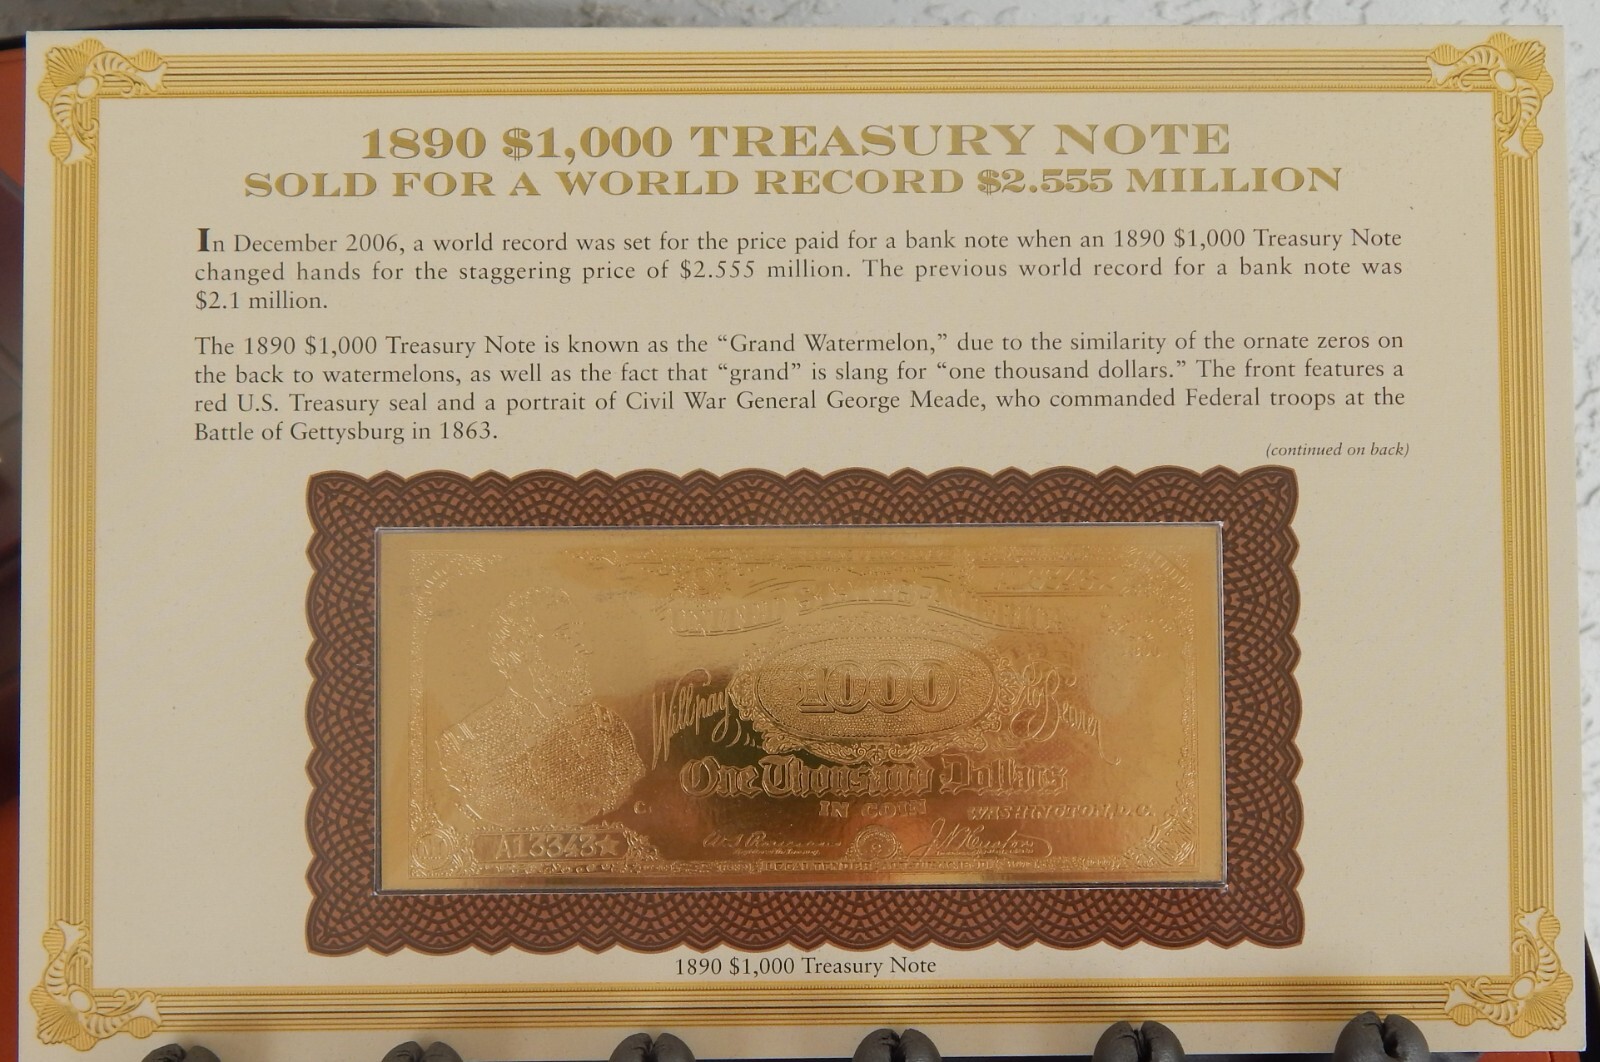 1890 $1,000 TREASURY NOTE
SOLD FOR A WORLD RECORD $2.555 MILLION
In December 2006, a world record was set for the price paid for a bank note when an 1890 $1,000 Treasury Note
changed hands for the staggering price of $2.555 million. The previous world record for a bank note was
$2.1 million.
The 1890 $1,000 Treasury Note is known as the “Grand Watermelon,” due to the similarity of the ornate zeros on
the back to watermelons, as well as the fact that “grand” is slang for “one thousand dollars.” The front features a
red U.S. Treasury seal and a portrait of Civil War General George Meade, who commanded Federal troops at the
Battle of Gettysburg in 1863.
(continued on back)
1000
Will pay
to Bearer
One Thousand Dollars
IN COIN
WASHINGTON, D.C.
A13343★
1890 $1,000 Treasury Note